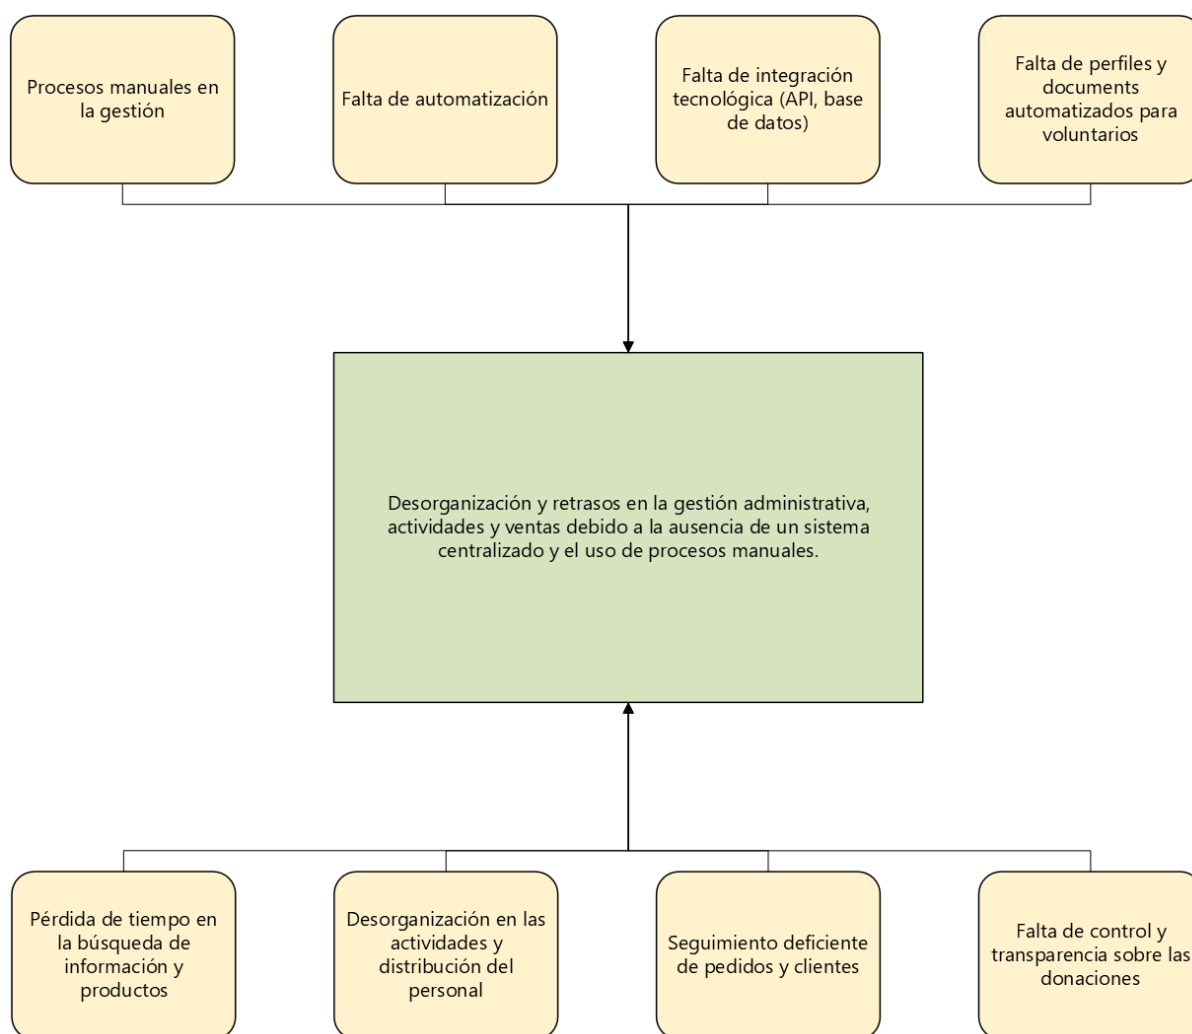 Procesos manuales en
la gestión
Falta de automatización
Falta de integración
tecnológica (API, base
de datos)
Falta de perfiles y
documents
automatizados para
voluntarios
Desorganización y retrasos en la gestión administrativa,
actividades y ventas debido a la ausencia de un sistema
centralizado y el uso de procesos manuales.
Pérdida de tiempo en
la búsqueda de
información y
productos
Desorganización en las
actividades y
distribución del
personal
Seguimiento deficiente
de pedidos y clientes
Falta de control y
transparencia sobre las
donaciones